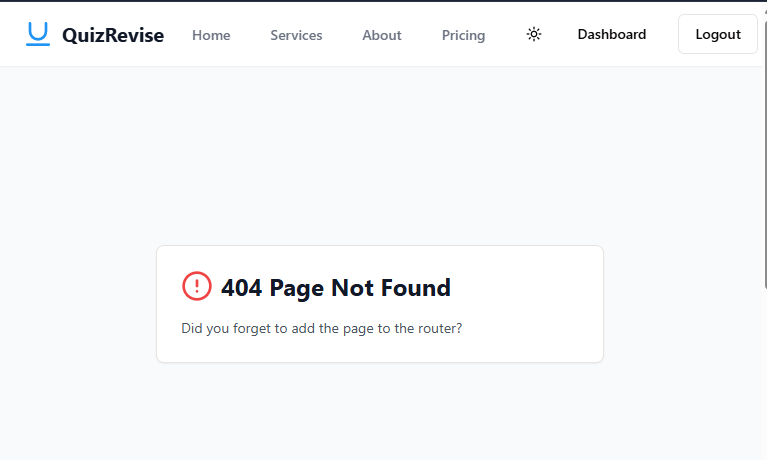 QuizRevise Home Services About Pricing Dashboard Logout
404 Page Not Found
Did you forget to add the page to the router?